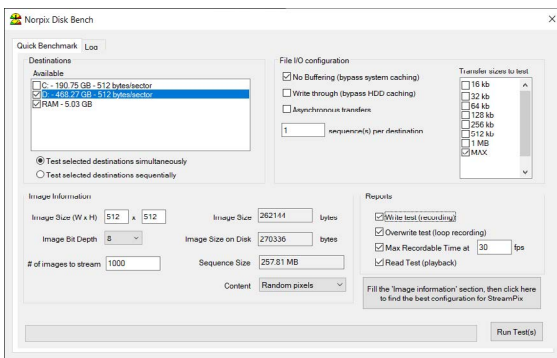 Norpix Disk Bench
Quick Benchmark Log
Destinations
Available
C: - 190.75 GB - 512 bytes/sector
D: - 468.27 GB - 512 bytes/sector
RAM - 5.03 GB
Test selected destinations simultaneously
Test selected destinations sequentially
File I/O configuration
No Buffering (bypass system caching)
Write through (bypass HDD caching)
Asynchronous transfers
1 sequence(s) per destination
Transfer sizes to test
16 kb
32 kb
64 kb
128 kb
256 kb
512 kb
1 MB
MAX
Image Information
Image Size (W x H) 512 x 512
Image Bit Depth 8
# of images to stream 1000
Image Size 262144 bytes
Image Size on Disk 270336 bytes
Sequence Size 257.81 MB
Content Random pixels
Reports
Write test (recording)
Overwrite test (loop recording)
Max Recordable Time at 30 fps
Read Test (playback)
Fill the 'Image information' section, then click here
to find the best configuration for StreamPix
Run Test(s)